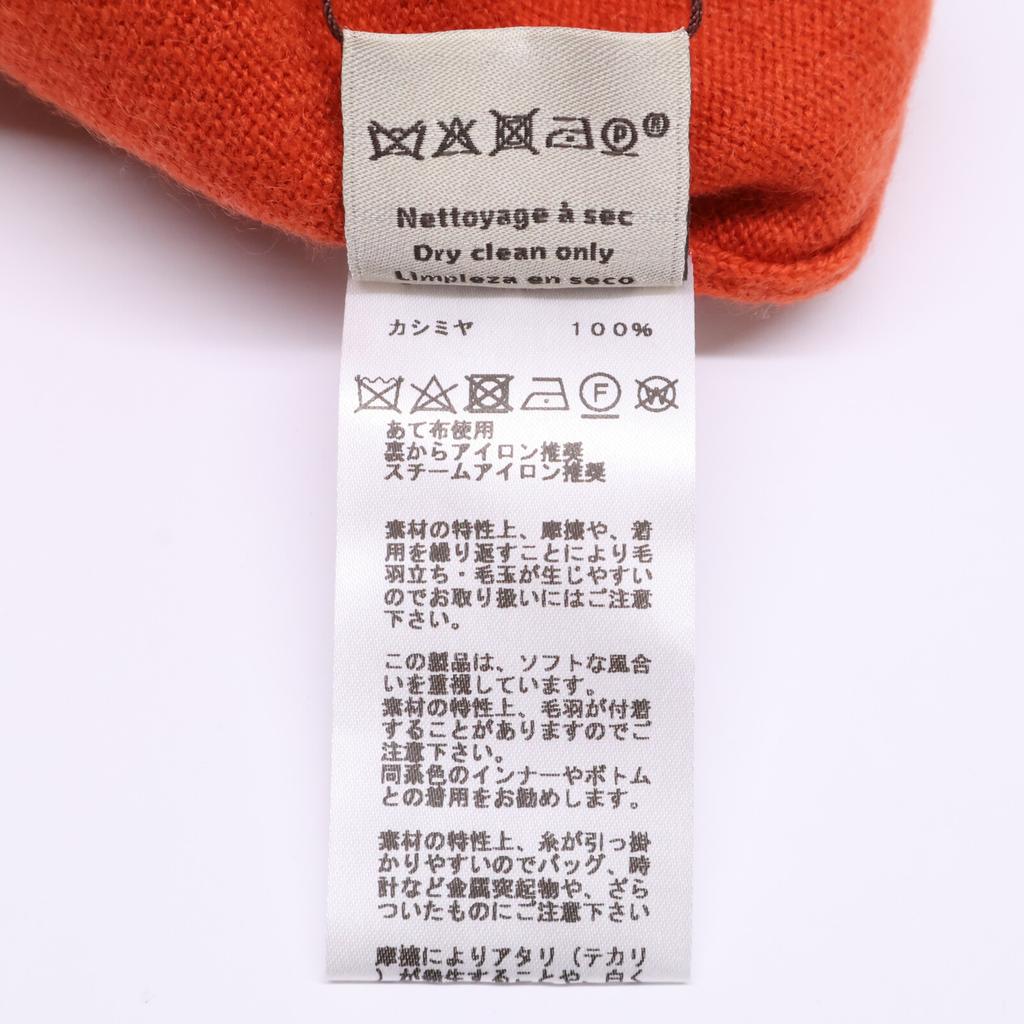 P ®
Nettoyage à sec
Dry clean only
Limpieza en seco
カシミヤ 100%
F W
あて布使用
裏からアイロン推奨
スチームアイロン推奨
素材の特性上、摩擦や、着
用を繰り返すことにより毛
羽立ち・毛玉が生じやすい
のでお取り扱いにはご注意
下さい。
この製品は、ソフトな風合
いを重視しています。
素材の特性上、毛羽が付着
することがありますのでご
注意下さい。
同系色のインナーやボトム
との着用をお勧めします。
素材の特性上、糸が引っ掛
かりやすいのでバッグ、時
計など金属突起物や、ざら
ついたものにご注意下さい
摩擦によりアタリ（テカリ
）が発生することや、白く